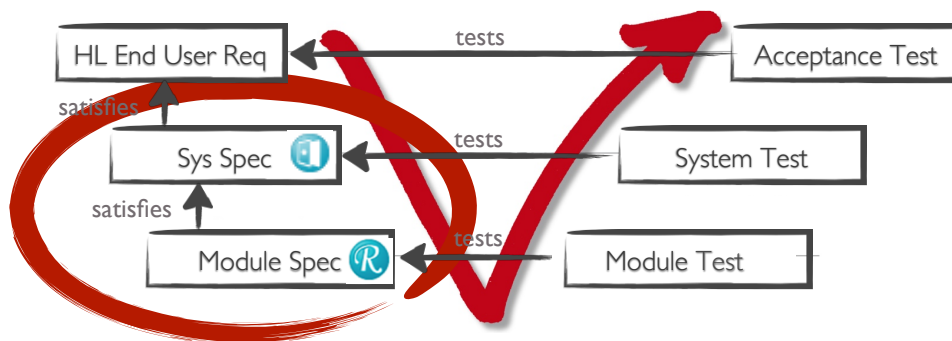 HL End User Req
tests
Acceptance Test
satisfies
Sys Spec
tests
System Test
satisfies
Module Spec
R
tests
Module Test